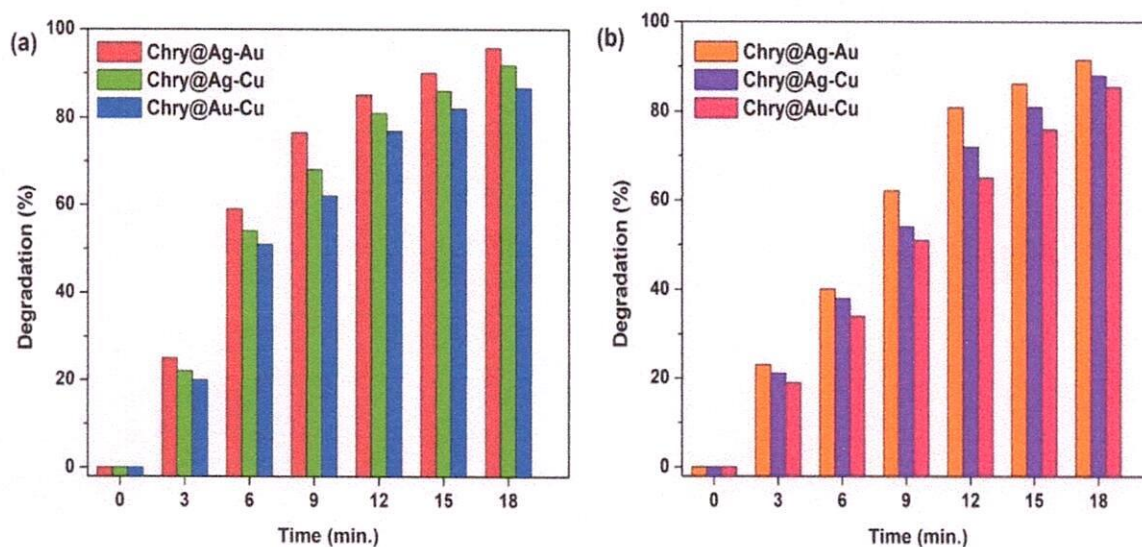 (a)
Chry@Ag-Au
Chry@Ag-Cu
Chry@Au-Cu
Degradation (%)
100
80
60
40
20
0
0 3 6 9 12 15 18
Time (min.)
(b)
Chry@Ag-Au
Chry@Ag-Cu
Chry@Au-Cu
Degradation (%)
100
80
60
40
20
0
0 3 6 9 12 15 18
Time (min.)